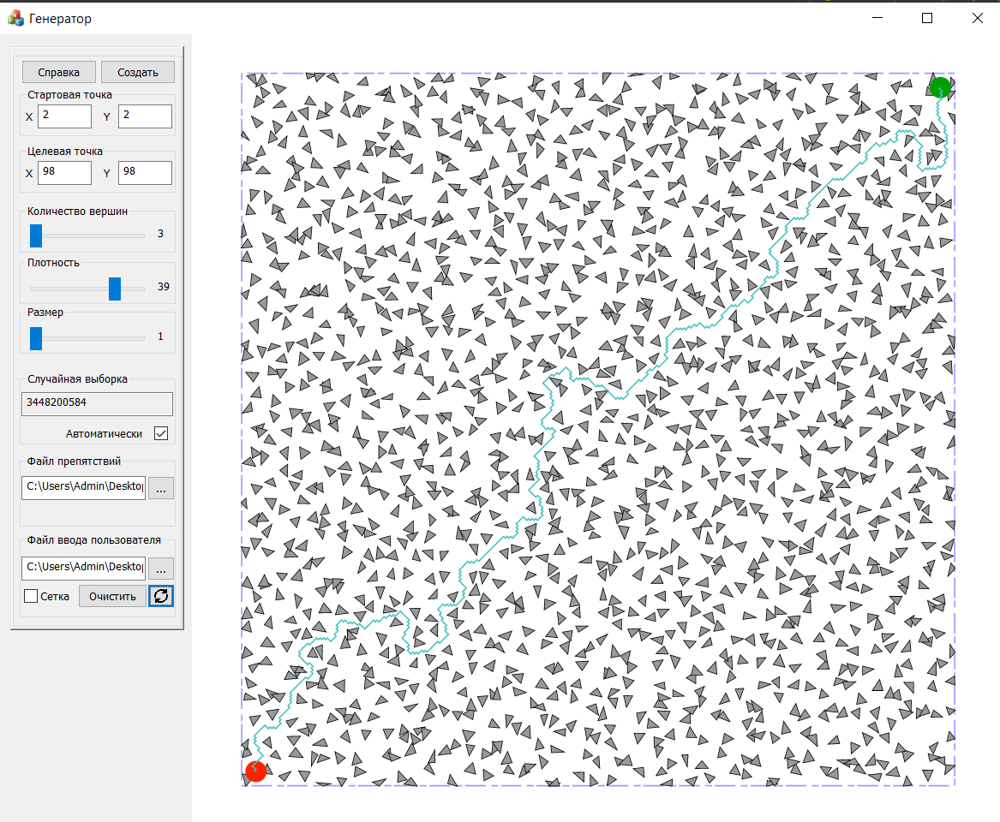 Генератор
Справка Создать
Стартовая точка
X 2 Y 2
Целевая точка
X 98 Y 98
Количество вершин
3
Плотность
39
Размер
1
Случайная выборка
3448200584
Автоматически
Файл препятствий
C:\Users\Admin\Desktop ...
Файл ввода пользователя
C:\Users\Admin\Desktop ...
Сетка Очистить